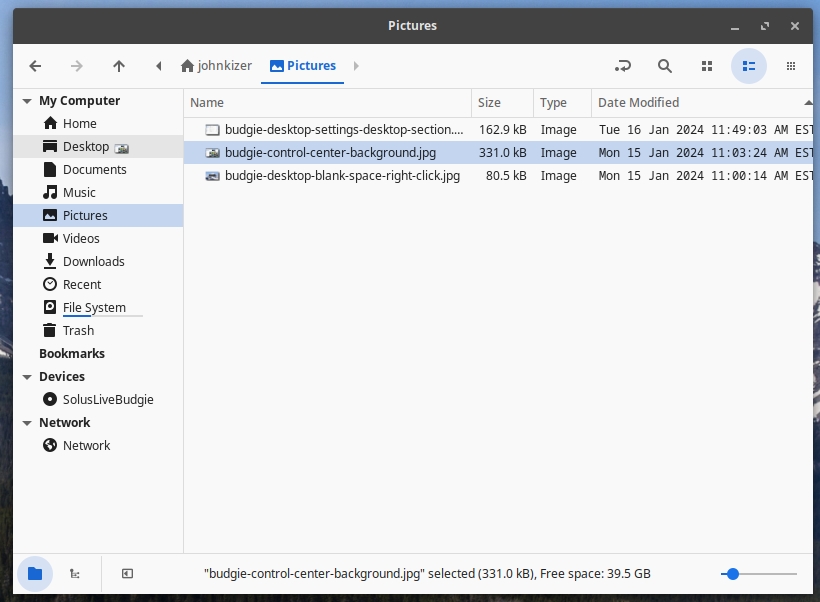 Pictures
johnkizer Pictures
My Computer
Home
Desktop
Documents
Music
Pictures
Videos
Downloads
Recent
File System
Trash
Bookmarks
Devices
SolusLiveBudgie
Network
Network
Name Size Type Date Modified
budgie-desktop-settings-desktop-section.... 162.9 kB Image Tue 16 Jan 2024 11:49:03 AM EST
budgie-control-center-background.jpg 331.0 kB Image Mon 15 Jan 2024 11:03:24 AM EST
budgie-desktop-blank-space-right-click.jpg 80.5 kB Image Mon 15 Jan 2024 11:00:14 AM EST
"budgie-control-center-background.jpg" selected (331.0 kB), Free space: 39.5 GB